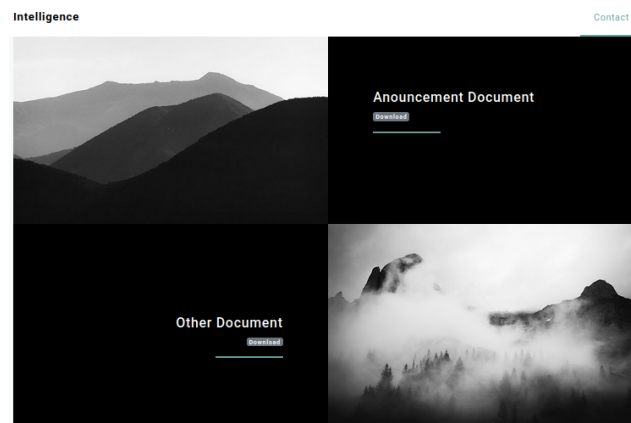 Intelligence
Contact
Anouncement Document
Download
Other Document
Download